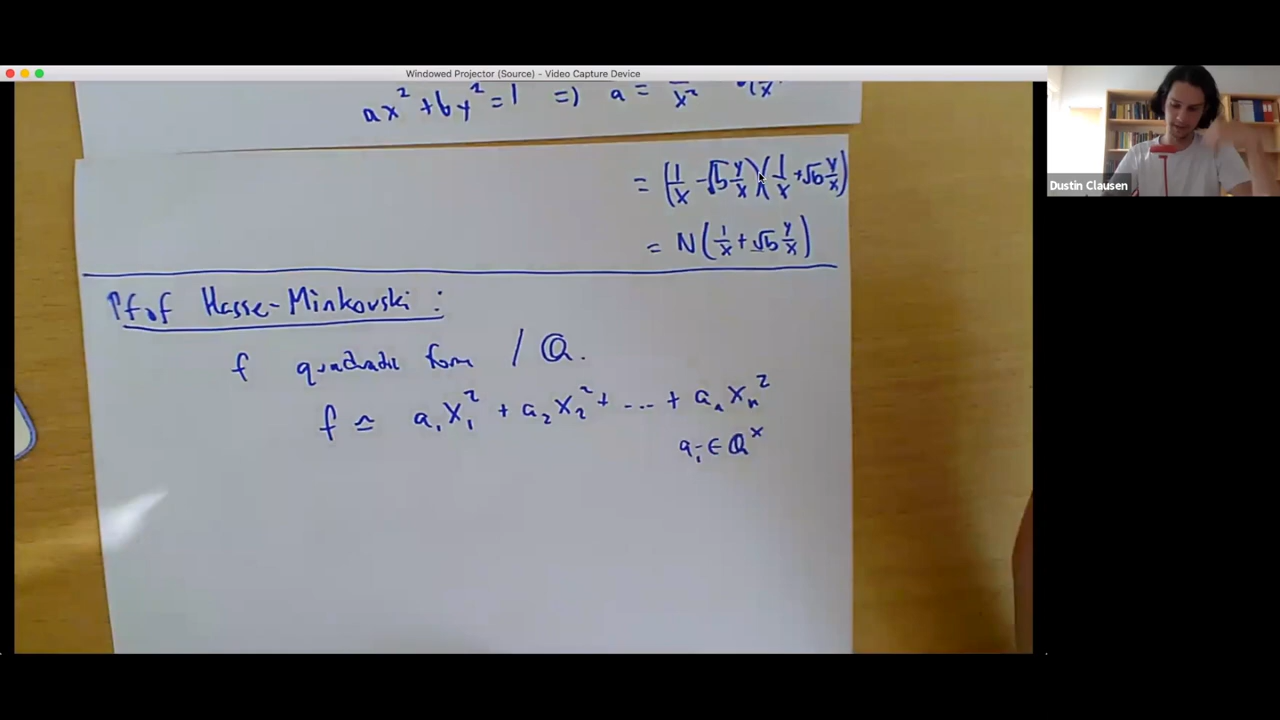 Windowed Projector (Source) - Video Capture Device
ax² + by² = 1 ⇒ a =
= (1/x - √b y/x)(1/x + √b y/x)
= N(1/x + √b y/x)
Pf of Hasse-Minkovski :
f quadratic form / Q.
f ≃ a₁X₁² + a₂X₂² + ... + aₙXₙ²
aᵢ ∈ Q^×
Dustin Clausen